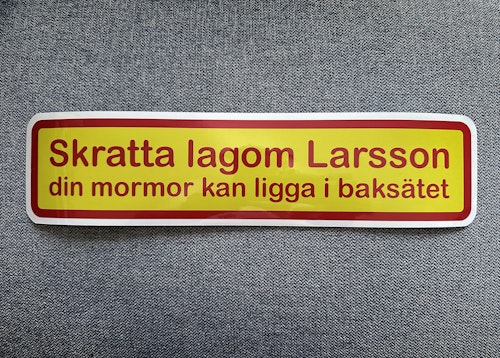 Skratta lagom Larsson
din mormor kan ligga i baksätet